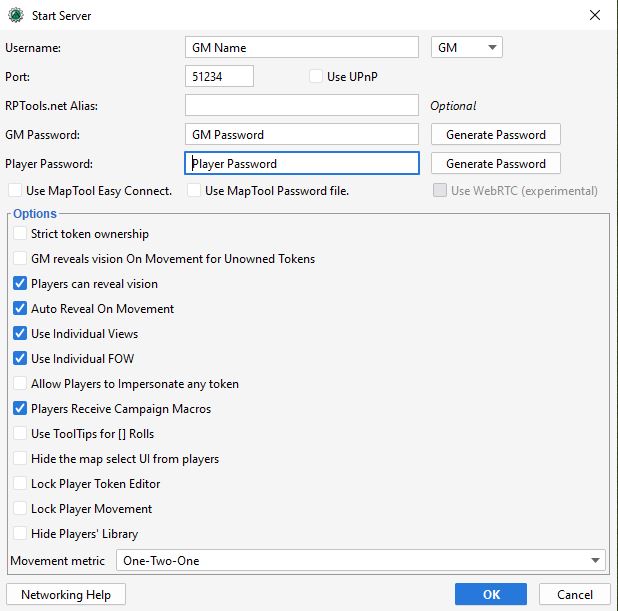 Start Server
Username: GM Name GM
Port: 51234 Use UPnP
RPTools.net Alias: Optional
GM Password: GM Password Generate Password
Player Password: Player Password Generate Password
Use MapTool Easy Connect. Use MapTool Password file. Use WebRTC (experimental)
Options
Strict token ownership
GM reveals vision On Movement for Unowned Tokens
Players can reveal vision
Auto Reveal On Movement
Use Individual Views
Use Individual FOW
Allow Players to Impersonate any token
Players Receive Campaign Macros
Use ToolTips for [] Rolls
Hide the map select UI from players
Lock Player Token Editor
Lock Player Movement
Hide Players' Library
Movement metric One-Two-One
Networking Help OK Cancel